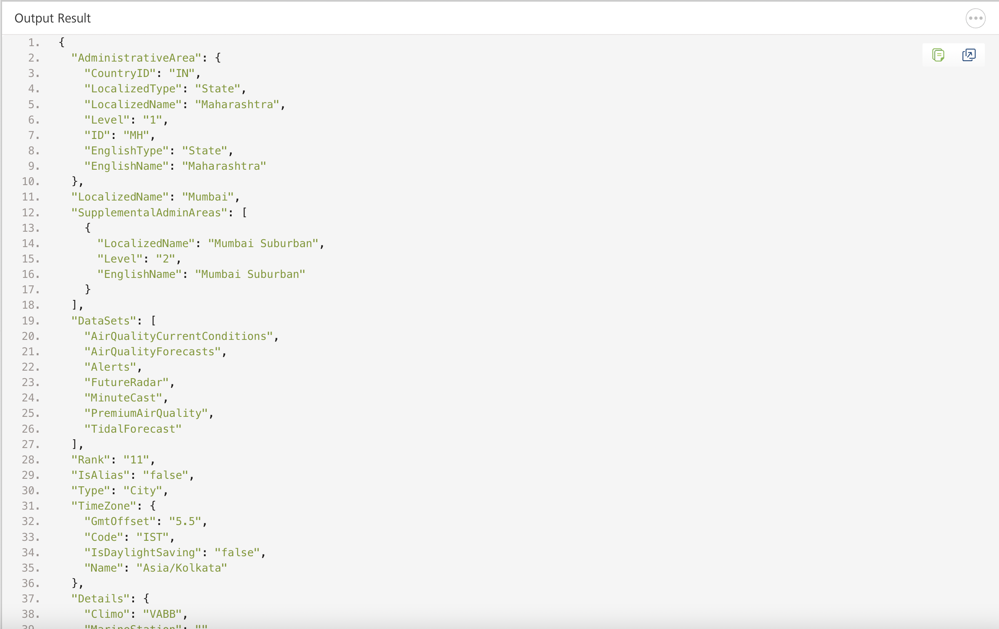 Output Result
1. {
2. "AdministrativeArea": {
3. "CountryID": "IN",
4. "LocalizedType": "State",
5. "LocalizedName": "Maharashtra",
6. "Level": "1",
7. "ID": "MH",
8. "EnglishType": "State",
9. "EnglishName": "Maharashtra"
10. },
11. "LocalizedName": "Mumbai",
12. "SupplementalAdminAreas": [
13. {
14. "LocalizedName": "Mumbai Suburban",
15. "Level": "2",
16. "EnglishName": "Mumbai Suburban"
17. }
18. ],
19. "DataSets": [
20. "AirQualityCurrentConditions",
21. "AirQualityForecasts",
22. "Alerts",
23. "FutureRadar",
24. "MinuteCast",
25. "PremiumAirQuality",
26. "TidalForecast"
27. ],
28. "Rank": "11",
29. "IsAlias": "false",
30. "Type": "City",
31. "TimeZone": {
32. "GmtOffset": "5.5",
33. "Code": "IST",
34. "IsDaylightSaving": "false",
35. "Name": "Asia/Kolkata"
36. },
37. "Details": {
38. "Climo": "VABB",
39. "MarineStation": ""